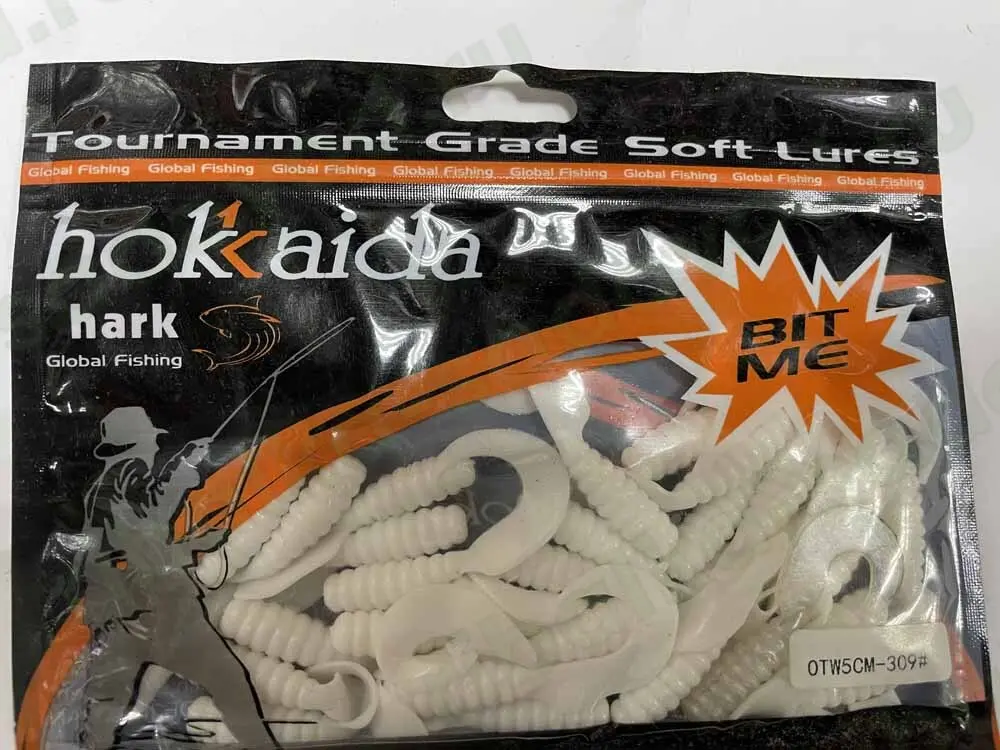 Tournament Grade Soft Lures
Global Fishing Global Fishing Global Fishing Global Fishing Global Fishing Global Fishing Global Fishing Global Fishing
hokkaida
hark
Global Fishing
BIT
ME
OTW5CM-309#